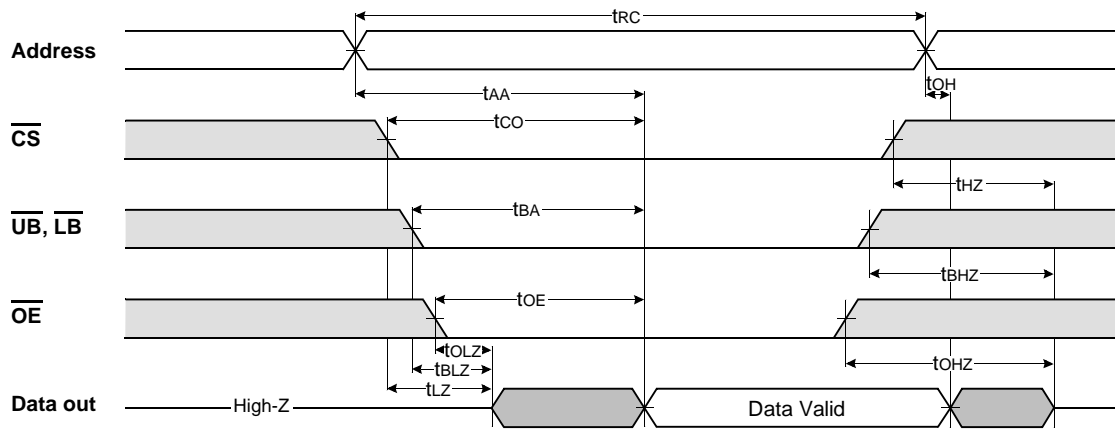 tRC
Address
tOH
tAA
tCO
CS
tHZ
tBA
UB, LB
tBHZ
tOE
OE
tOLZ
tOHZ
tBLZ
tLZ
Data out
High-Z
Data Valid